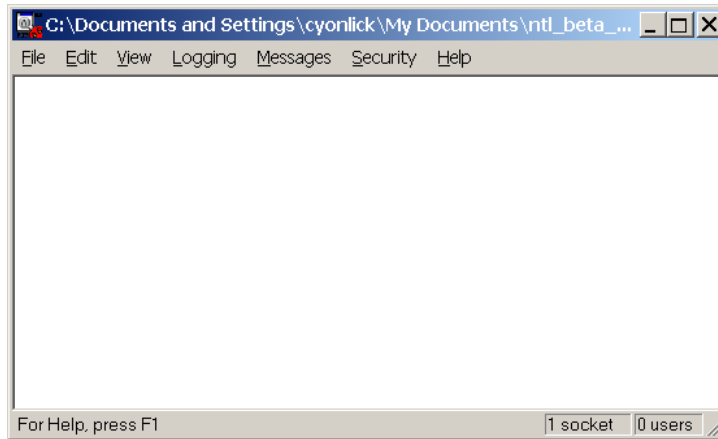 C:\Documents and Settings\cyonlick\My Documents\ntl_beta_...
File Edit View Logging Messages Security Help
For Help, press F1 1 socket 0 users